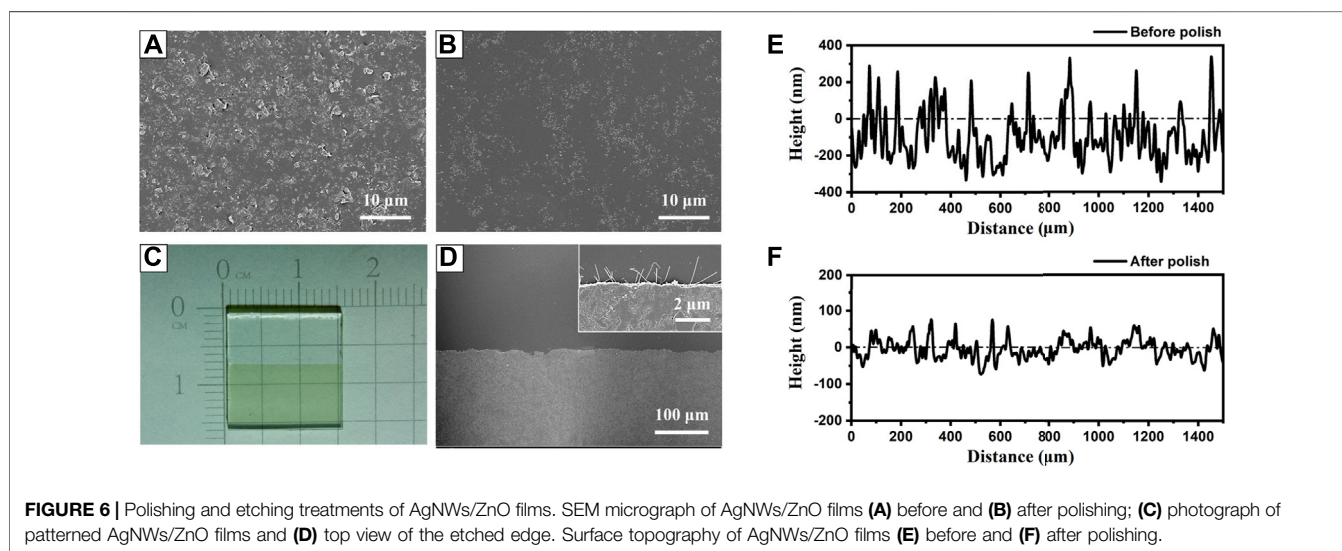 A
10 µm
B
10 µm
C
0 CM 1 2
0
CM
1
D
2 µm
100 µm
E
Before polish
Height (nm)
400
200
0
-200
-400
0 200 400 600 800 1000 1200 1400
Distance (µm)
F
After polish
Height (nm)
200
100
0
-100
-200
0 200 400 600 800 1000 1200 1400
Distance (µm)
FIGURE 6 | Polishing and etching treatments of AgNWs/ZnO films. SEM micrograph of AgNWs/ZnO films (A) before and (B) after polishing; (C) photograph of
patterned AgNWs/ZnO films and (D) top view of the etched edge. Surface topography of AgNWs/ZnO films (E) before and (F) after polishing.